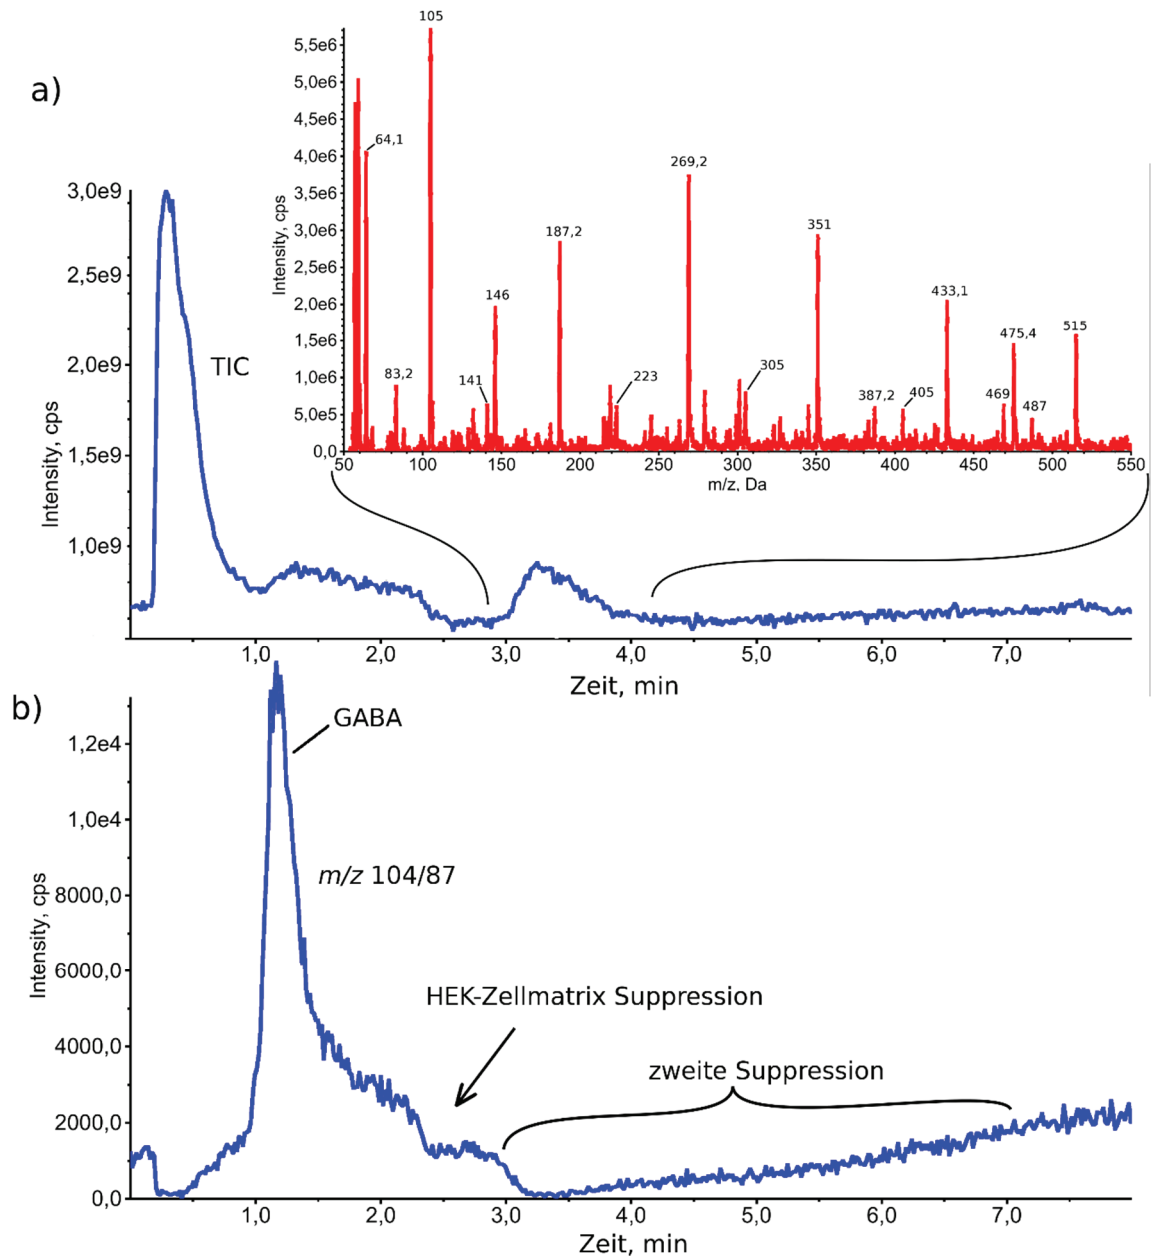 a)
105
5,5e6
5,0e6
4,5e6
4,0e6
3,5e6
3,0e6
2,5e6
2,0e6
1,5e6
1,0e6
5,0e5
0,0
Intensity, cps
64,1
83,2
141
146
187,2
223
269,2
305
351
387,2
405
433,1
469
475,4
487
515
50 100 150 200 250 300 350 400 450 500 550
m/z, Da
3,0e9
2,5e9
2,0e9
1,5e9
1,0e9
Intensity, cps
TIC
1,0 2,0 3,0 4,0 5,0 6,0 7,0
Zeit, min
b)
GABA
1,2e4
1,0e4
8000,0
6000,0
4000,0
2000,0
0,0
Intensity, cps
m/z 104/87
HEK-Zellmatrix Suppression
zweite Suppression
1,0 2,0 3,0 4,0 5,0 6,0 7,0
Zeit, min